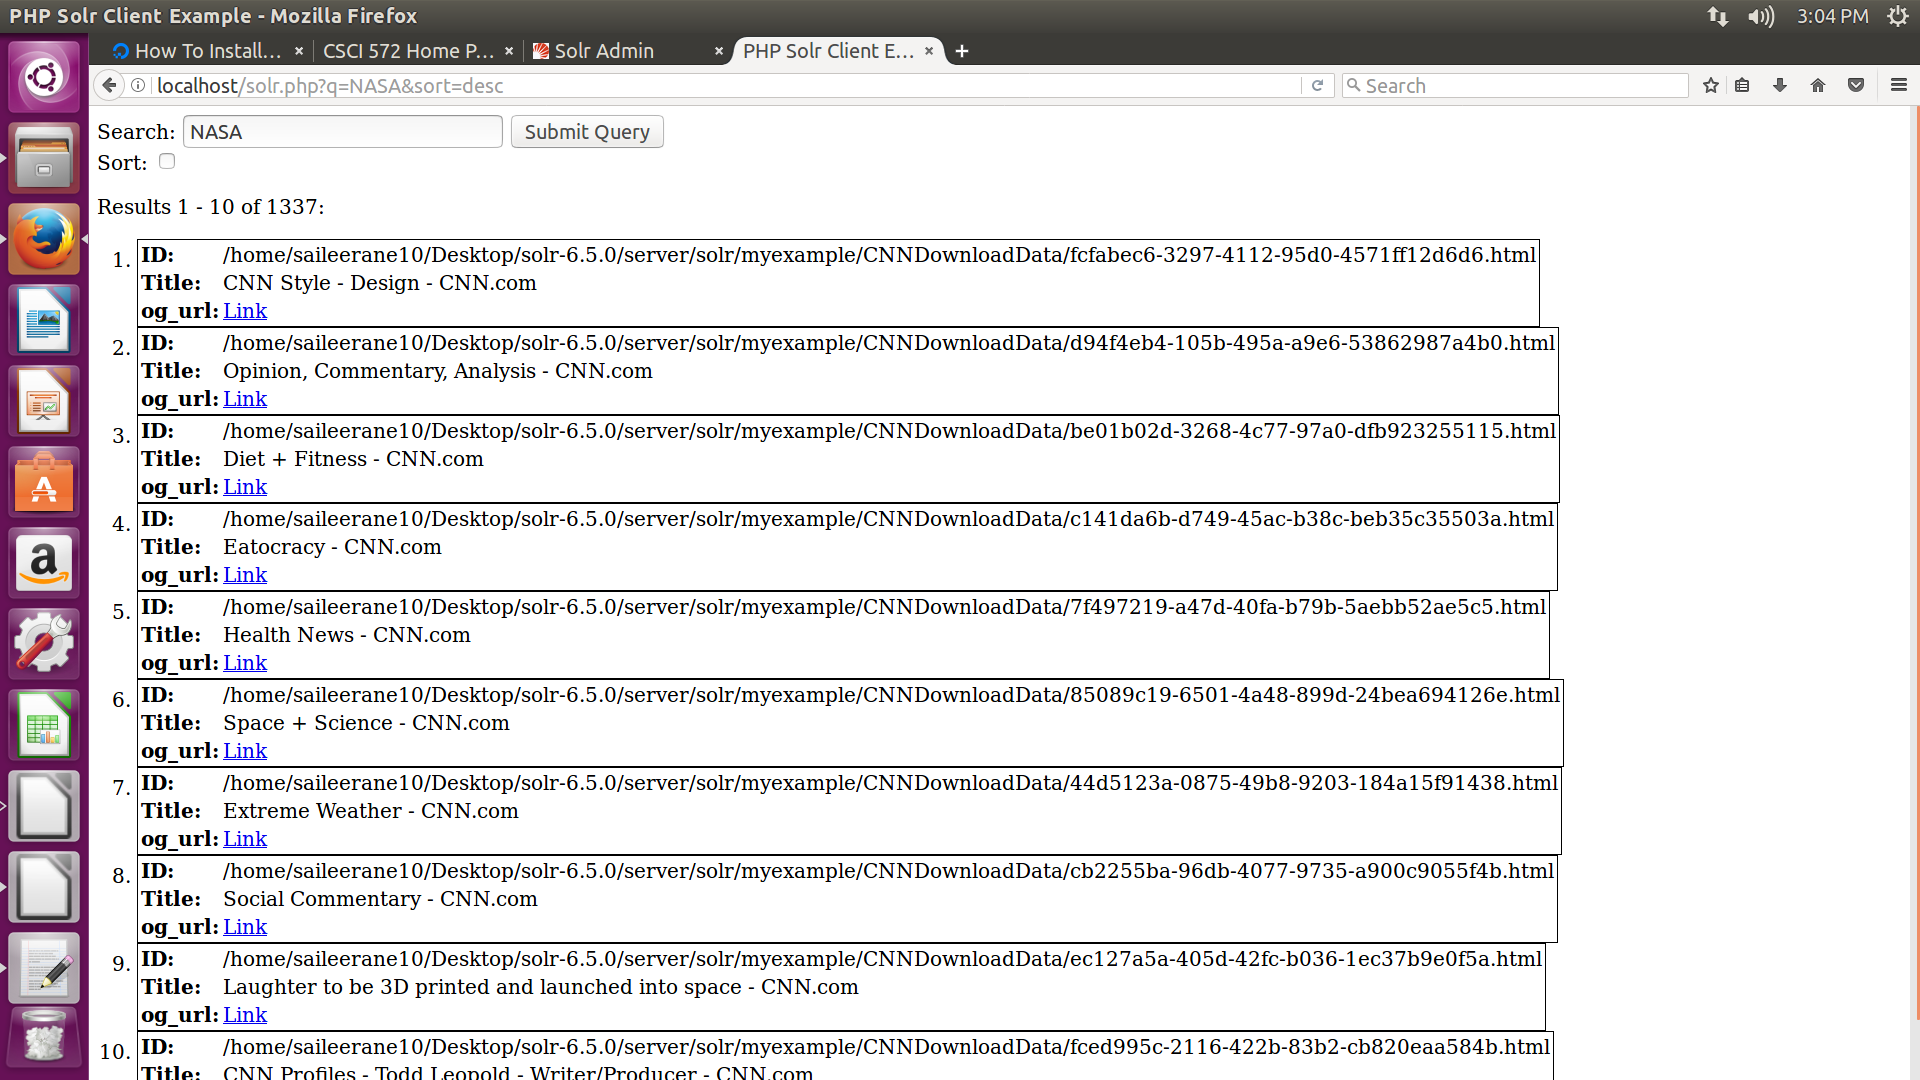 PHP Solr Client Example - Mozilla Firefox
3:04 PM
How To Install... × CSCI 572 Home P... × Solr Admin × PHP Solr Client E... × +
localhost/solr.php?q=NASA&sort=desc
Search
Search: NASA Submit Query
Sort:
Results 1 - 10 of 1337:
1. ID: /home/saileerane10/Desktop/solr-6.5.0/server/solr/myexample/CNNDownloadData/fcfabec6-3297-4112-95d0-4571ff12d6d6.html
Title: CNN Style - Design - CNN.com
og_url: Link
2. ID: /home/saileerane10/Desktop/solr-6.5.0/server/solr/myexample/CNNDownloadData/d94f4eb4-105b-495a-a9e6-53862987a4b0.html
Title: Opinion, Commentary, Analysis - CNN.com
og_url: Link
3. ID: /home/saileerane10/Desktop/solr-6.5.0/server/solr/myexample/CNNDownloadData/be01b02d-3268-4c77-97a0-dfb923255115.html
Title: Diet + Fitness - CNN.com
og_url: Link
4. ID: /home/saileerane10/Desktop/solr-6.5.0/server/solr/myexample/CNNDownloadData/c141da6b-d749-45ac-b38c-beb35c35503a.html
Title: Eatocracy - CNN.com
og_url: Link
5. ID: /home/saileerane10/Desktop/solr-6.5.0/server/solr/myexample/CNNDownloadData/7f497219-a47d-40fa-b79b-5aebb52ae5c5.html
Title: Health News - CNN.com
og_url: Link
6. ID: /home/saileerane10/Desktop/solr-6.5.0/server/solr/myexample/CNNDownloadData/85089c19-6501-4a48-899d-24bea694126e.html
Title: Space + Science - CNN.com
og_url: Link
7. ID: /home/saileerane10/Desktop/solr-6.5.0/server/solr/myexample/CNNDownloadData/44d5123a-0875-49b8-9203-184a15f91438.html
Title: Extreme Weather - CNN.com
og_url: Link
8. ID: /home/saileerane10/Desktop/solr-6.5.0/server/solr/myexample/CNNDownloadData/cb2255ba-96db-4077-9735-a900c9055f4b.html
Title: Social Commentary - CNN.com
og_url: Link
9. ID: /home/saileerane10/Desktop/solr-6.5.0/server/solr/myexample/CNNDownloadData/ec127a5a-405d-42fc-b036-1ec37b9e0f5a.html
Title: Laughter to be 3D printed and launched into space - CNN.com
og_url: Link
10. ID: /home/saileerane10/Desktop/solr-6.5.0/server/solr/myexample/CNNDownloadData/fced995c-2116-422b-83b2-cb820eaa584b.html
Title: CNN Profiles - Todd Leopold - Writer/Producer - CNN.com